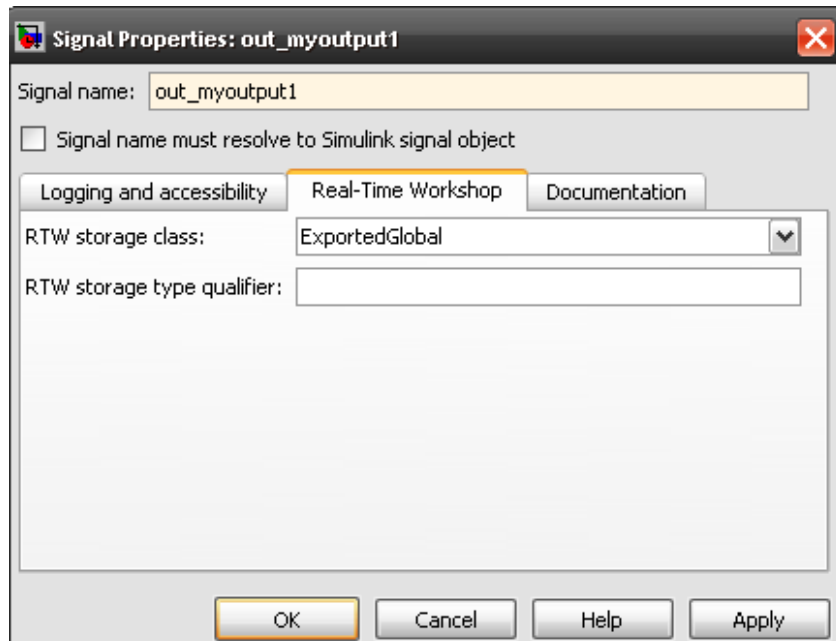 Signal Properties: out_myoutput1
Signal name: out_myoutput1
Signal name must resolve to Simulink signal object
Logging and accessibility Real-Time Workshop Documentation
RTW storage class: ExportedGlobal
RTW storage type qualifier:
OK Cancel Help Apply